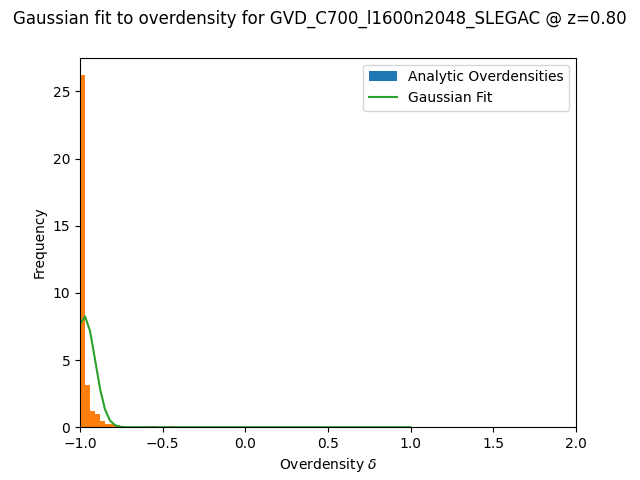 Gaussian fit to overdensity for GVD_C700_l1600n2048_SLEGAC @ z=0.80
Analytic Overdensities
Gaussian Fit
Frequency
25
20
15
10
5
0
−1.0 −0.5 0.0 0.5 1.0 1.5 2.0
Overdensity δ